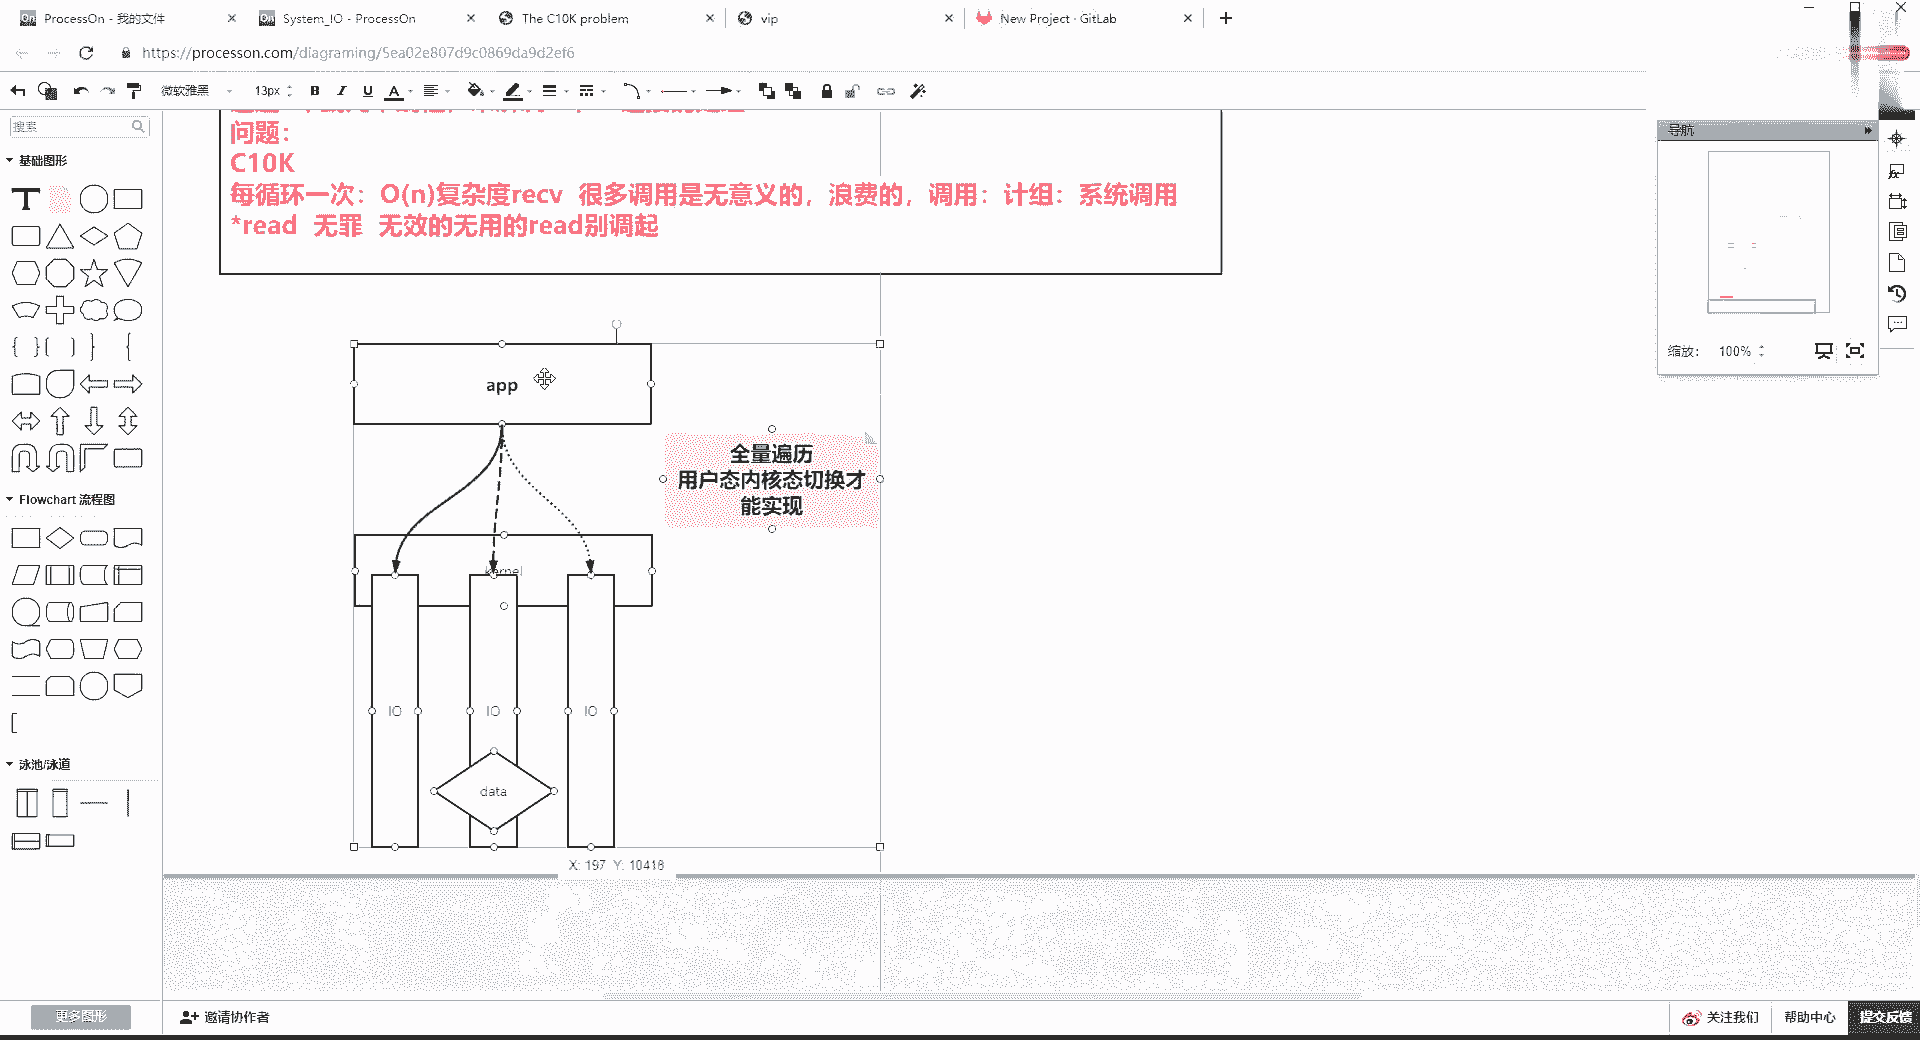 ProcessOn - 我的文件
System_IO - ProcessOn
The C10K problem
vip
New Project · GitLab
https://processon.com/diagraming/5ea02e807d9c0869da9d2ef6
微软雅黑
13px
B
I
U
A
搜索
基础图形
T
Flowchart 流程图
泳池/泳道
更多图形
问题：
C10K
每循环一次：O(n)复杂度recv 很多调用是无意义的，浪费的，调用：计组：系统调用
*read 无罪 无效的无用的read别调起
app
全量遍历
用户态内核态切换才
能实现
kernel
IO
IO
IO
data
X: 197 Y: 10418
导航
缩放： 100%
邀请协作者
关注我们
帮助中心
提交反馈